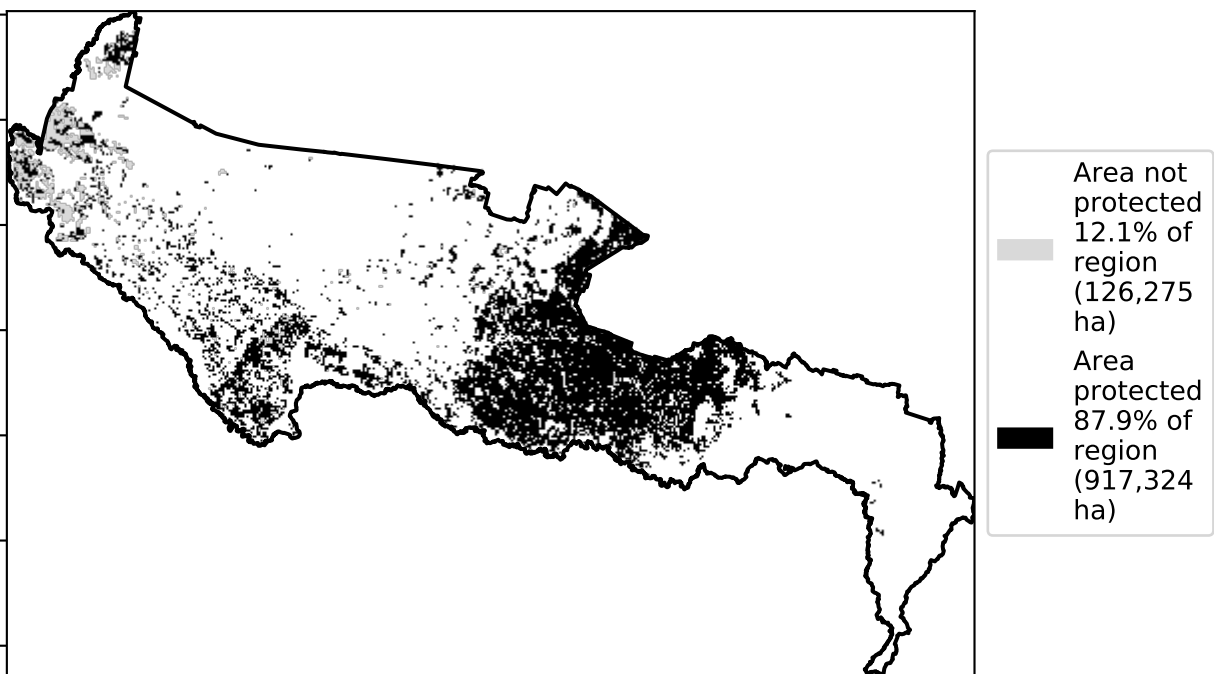 Area not
protected
12.1% of
region
(126,275
ha)
Area
protected
87.9% of
region
(917,324
ha)